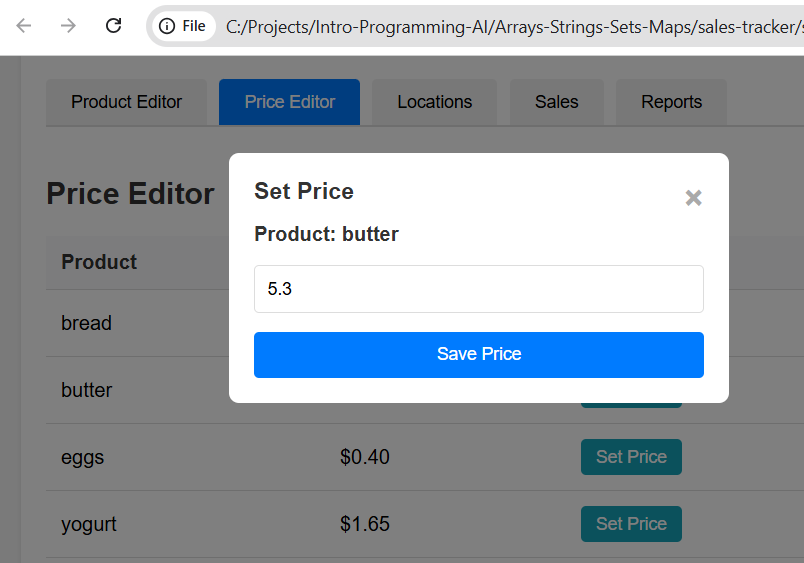 File C:/Projects/Intro-Programming-AI/Arrays-Strings-Sets-Maps/sales-tracker/
Product Editor Price Editor Locations Sales Reports
Price Editor
Set Price ×
Product: butter
5.3
Save Price
Product
bread
butter
eggs $0.40 Set Price
yogurt $1.65 Set Price